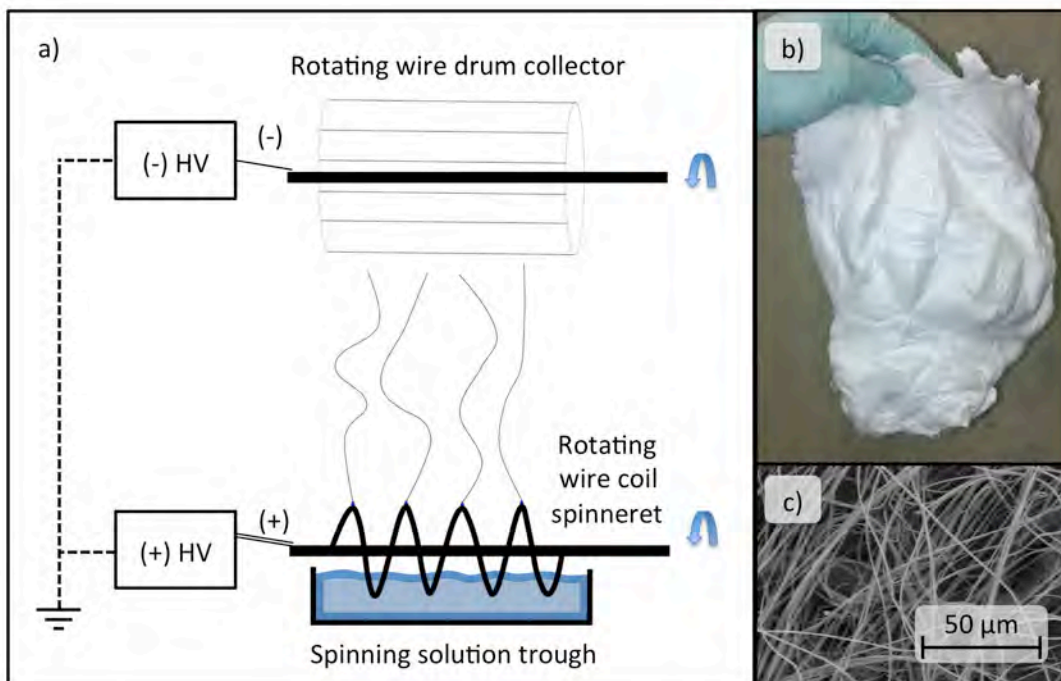 a)
Rotating wire drum collector
(-)
(-) HV
Rotating
wire coil
spinneret
(+)
(+) HV
Spinning solution trough
b)
c)
50 µm